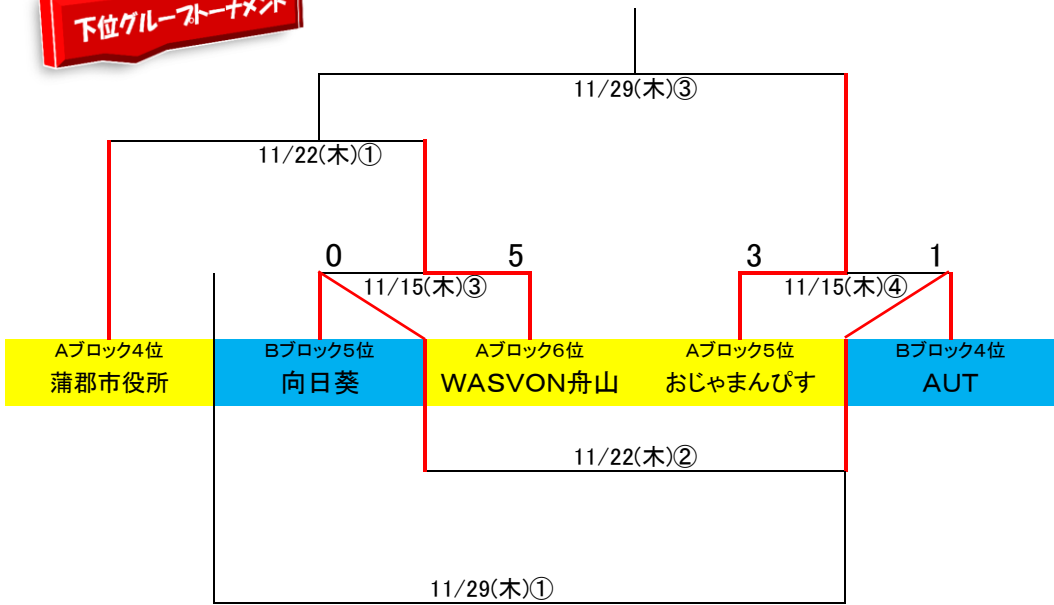 下位グループトーナメント
11/29(木)③
11/22(木)①
0 5 3 1
11/15(木)③ 11/15(木)④
Aブロック4位 Bブロック5位 Aブロック6位 Aブロック5位 Bブロック4位
蒲郡市役所 向日葵 WASVON舟山 おじゃまんぴす AUT
11/22(木)②
11/29(木)①